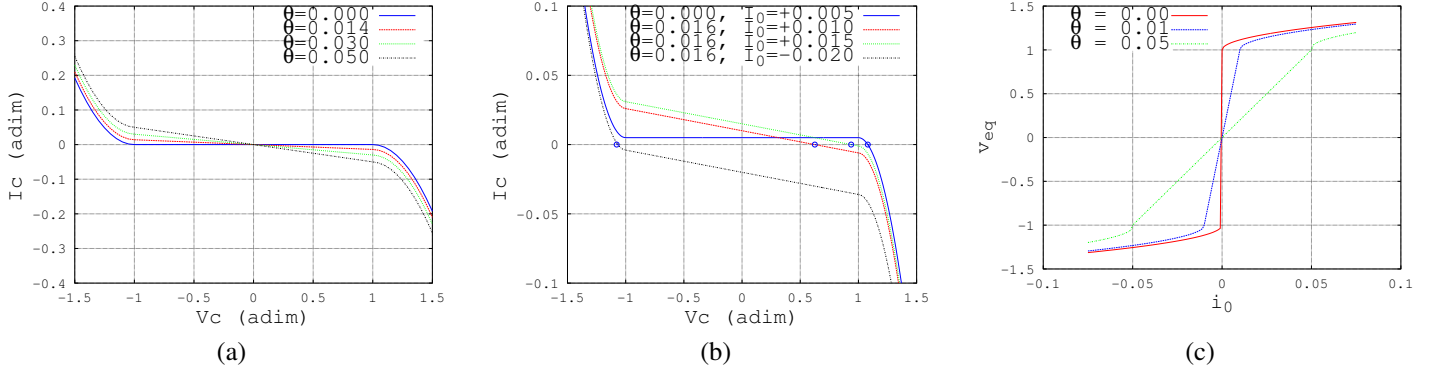 θ=0.000
θ=0.014
θ=0.030
θ=0.050
0.4
0.3
0.2
0.1
0
-0.1
-0.2
-0.3
-0.4
Ic (adim)
-1.5 -1 -0.5 0 0.5 1 1.5
Vc (adim)
(a)
θ=0.000, i₀=+0.005
θ=0.016, i₀=+0.010
θ=0.016, i₀=+0.015
θ=0.016, i₀=-0.020
0.1
0.05
0
-0.05
-0.1
Ic (adim)
-1.5 -1 -0.5 0 0.5 1 1.5
Vc (adim)
(b)
θ = 0.00
θ = 0.01
θ = 0.05
1.5
1
0.5
0
-0.5
-1
-1.5
v_eq
-0.1 -0.05 0 0.05 0.1
i₀
(c)